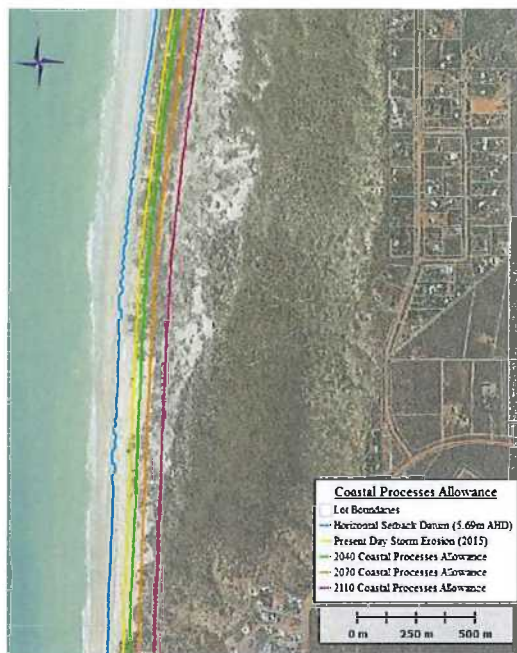 Coastal Processes Allowance
Lot Boundaries
Horizontal Setback Datum (5.69m AHD)
Present Day Storm Erosion (2015)
2040 Coastal Processes Allowance
2070 Coastal Processes Allowance
2110 Coastal Processes Allowance
0 m 250 m 500 m